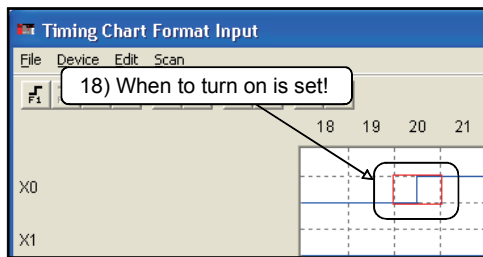 Timing Chart Format Input
File Device Edit Scan
18) When to turn on is set!
F1
18 19 20 21
X0
X1